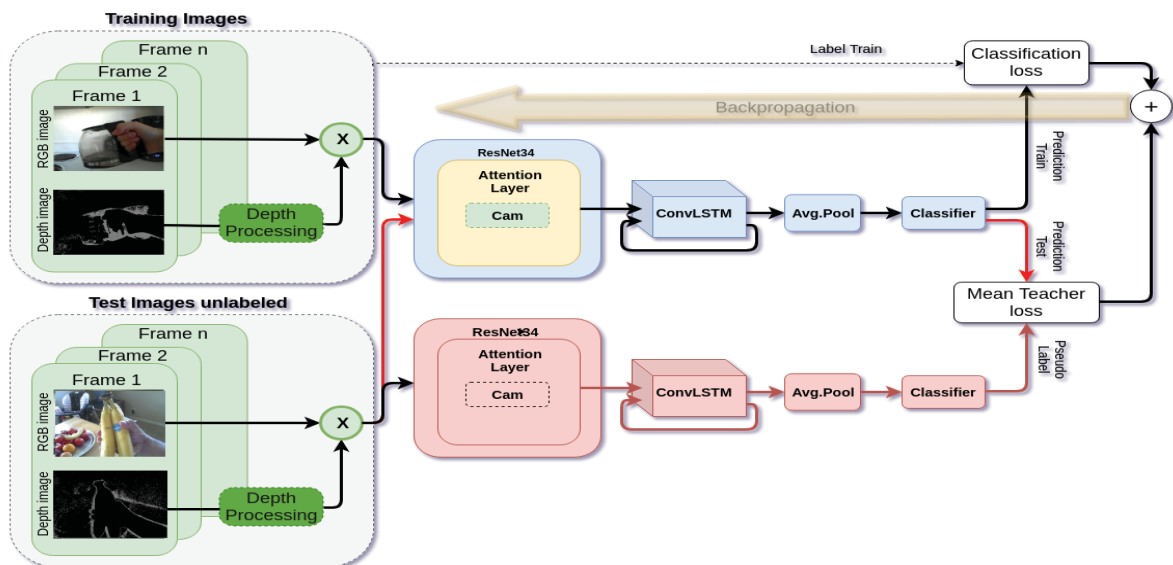 Training Images
Frame n
Frame 2
Frame 1
RGB image
Depth image
X
Depth
Processing
Label Train
Classification
loss
Backpropagation
+
Prediction
Train
ResNet34
Attention
Layer
Cam
ConvLSTM
Avg.Pool
Classifier
Prediction
Test
Mean Teacher
loss
Test Images unlabeled
Frame n
Frame 2
Frame 1
RGB image
Depth image
X
Depth
Processing
ResNet34
Attention
Layer
Cam
ConvLSTM
Avg.Pool
Classifier
Pseudo
Label